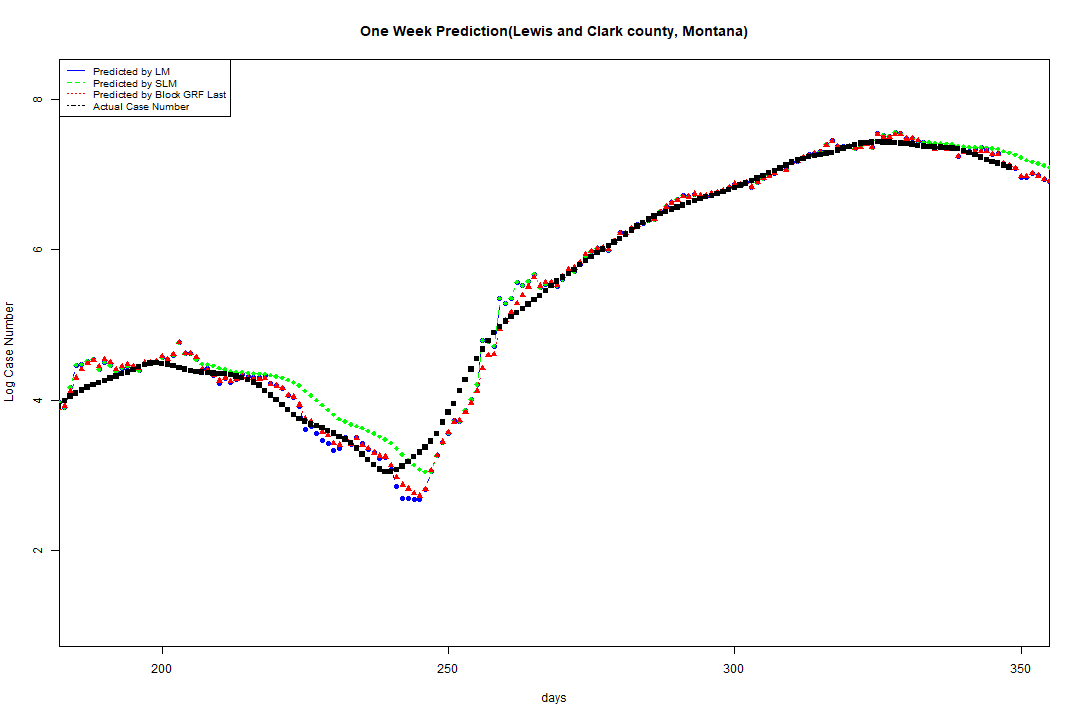 One Week Prediction(Lewis and Clark county, Montana)
Predicted by LM
Predicted by SLM
Predicted by Block GRF Last
Actual Case Number
8
6
4
2
Log Case Number
200
250
300
350
days